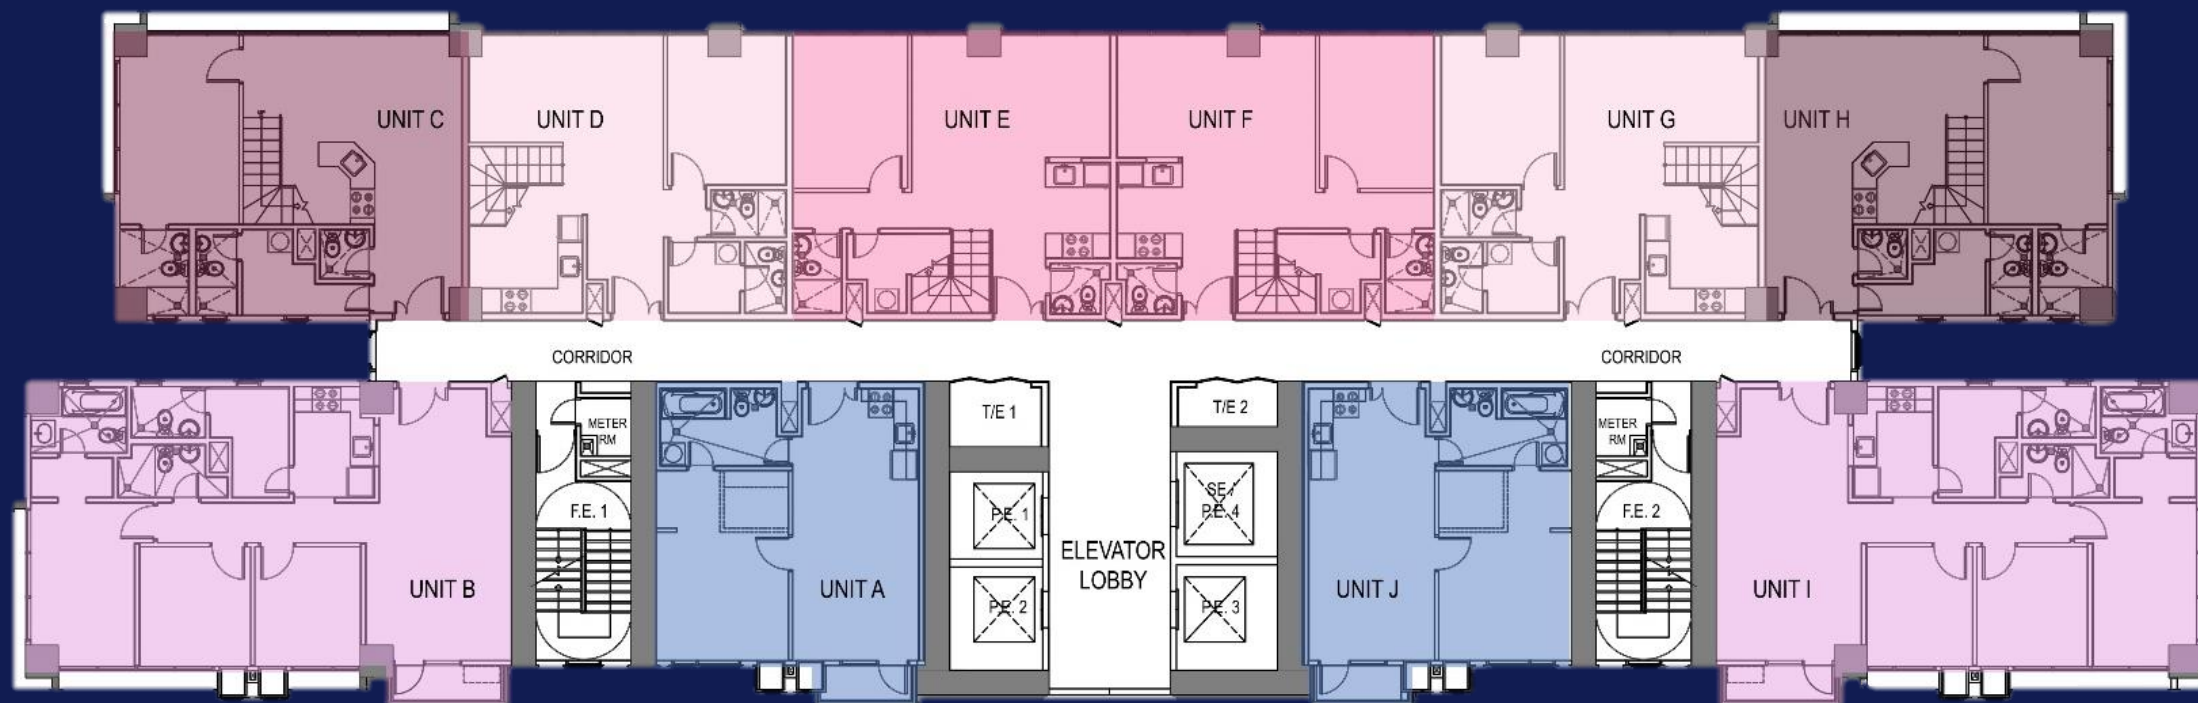 UNIT C
UNIT D
UNIT E
UNIT F
UNIT G
UNIT H
CORRIDOR
CORRIDOR
T/E 1
T/E 2
METER
RM
METER
RM
SE /
P.E. 4
P.E. 1
F.E. 1
F.E. 2
ELEVATOR
LOBBY
UNIT B
UNIT A
UNIT J
UNIT I
P.E. 2
P.E. 3